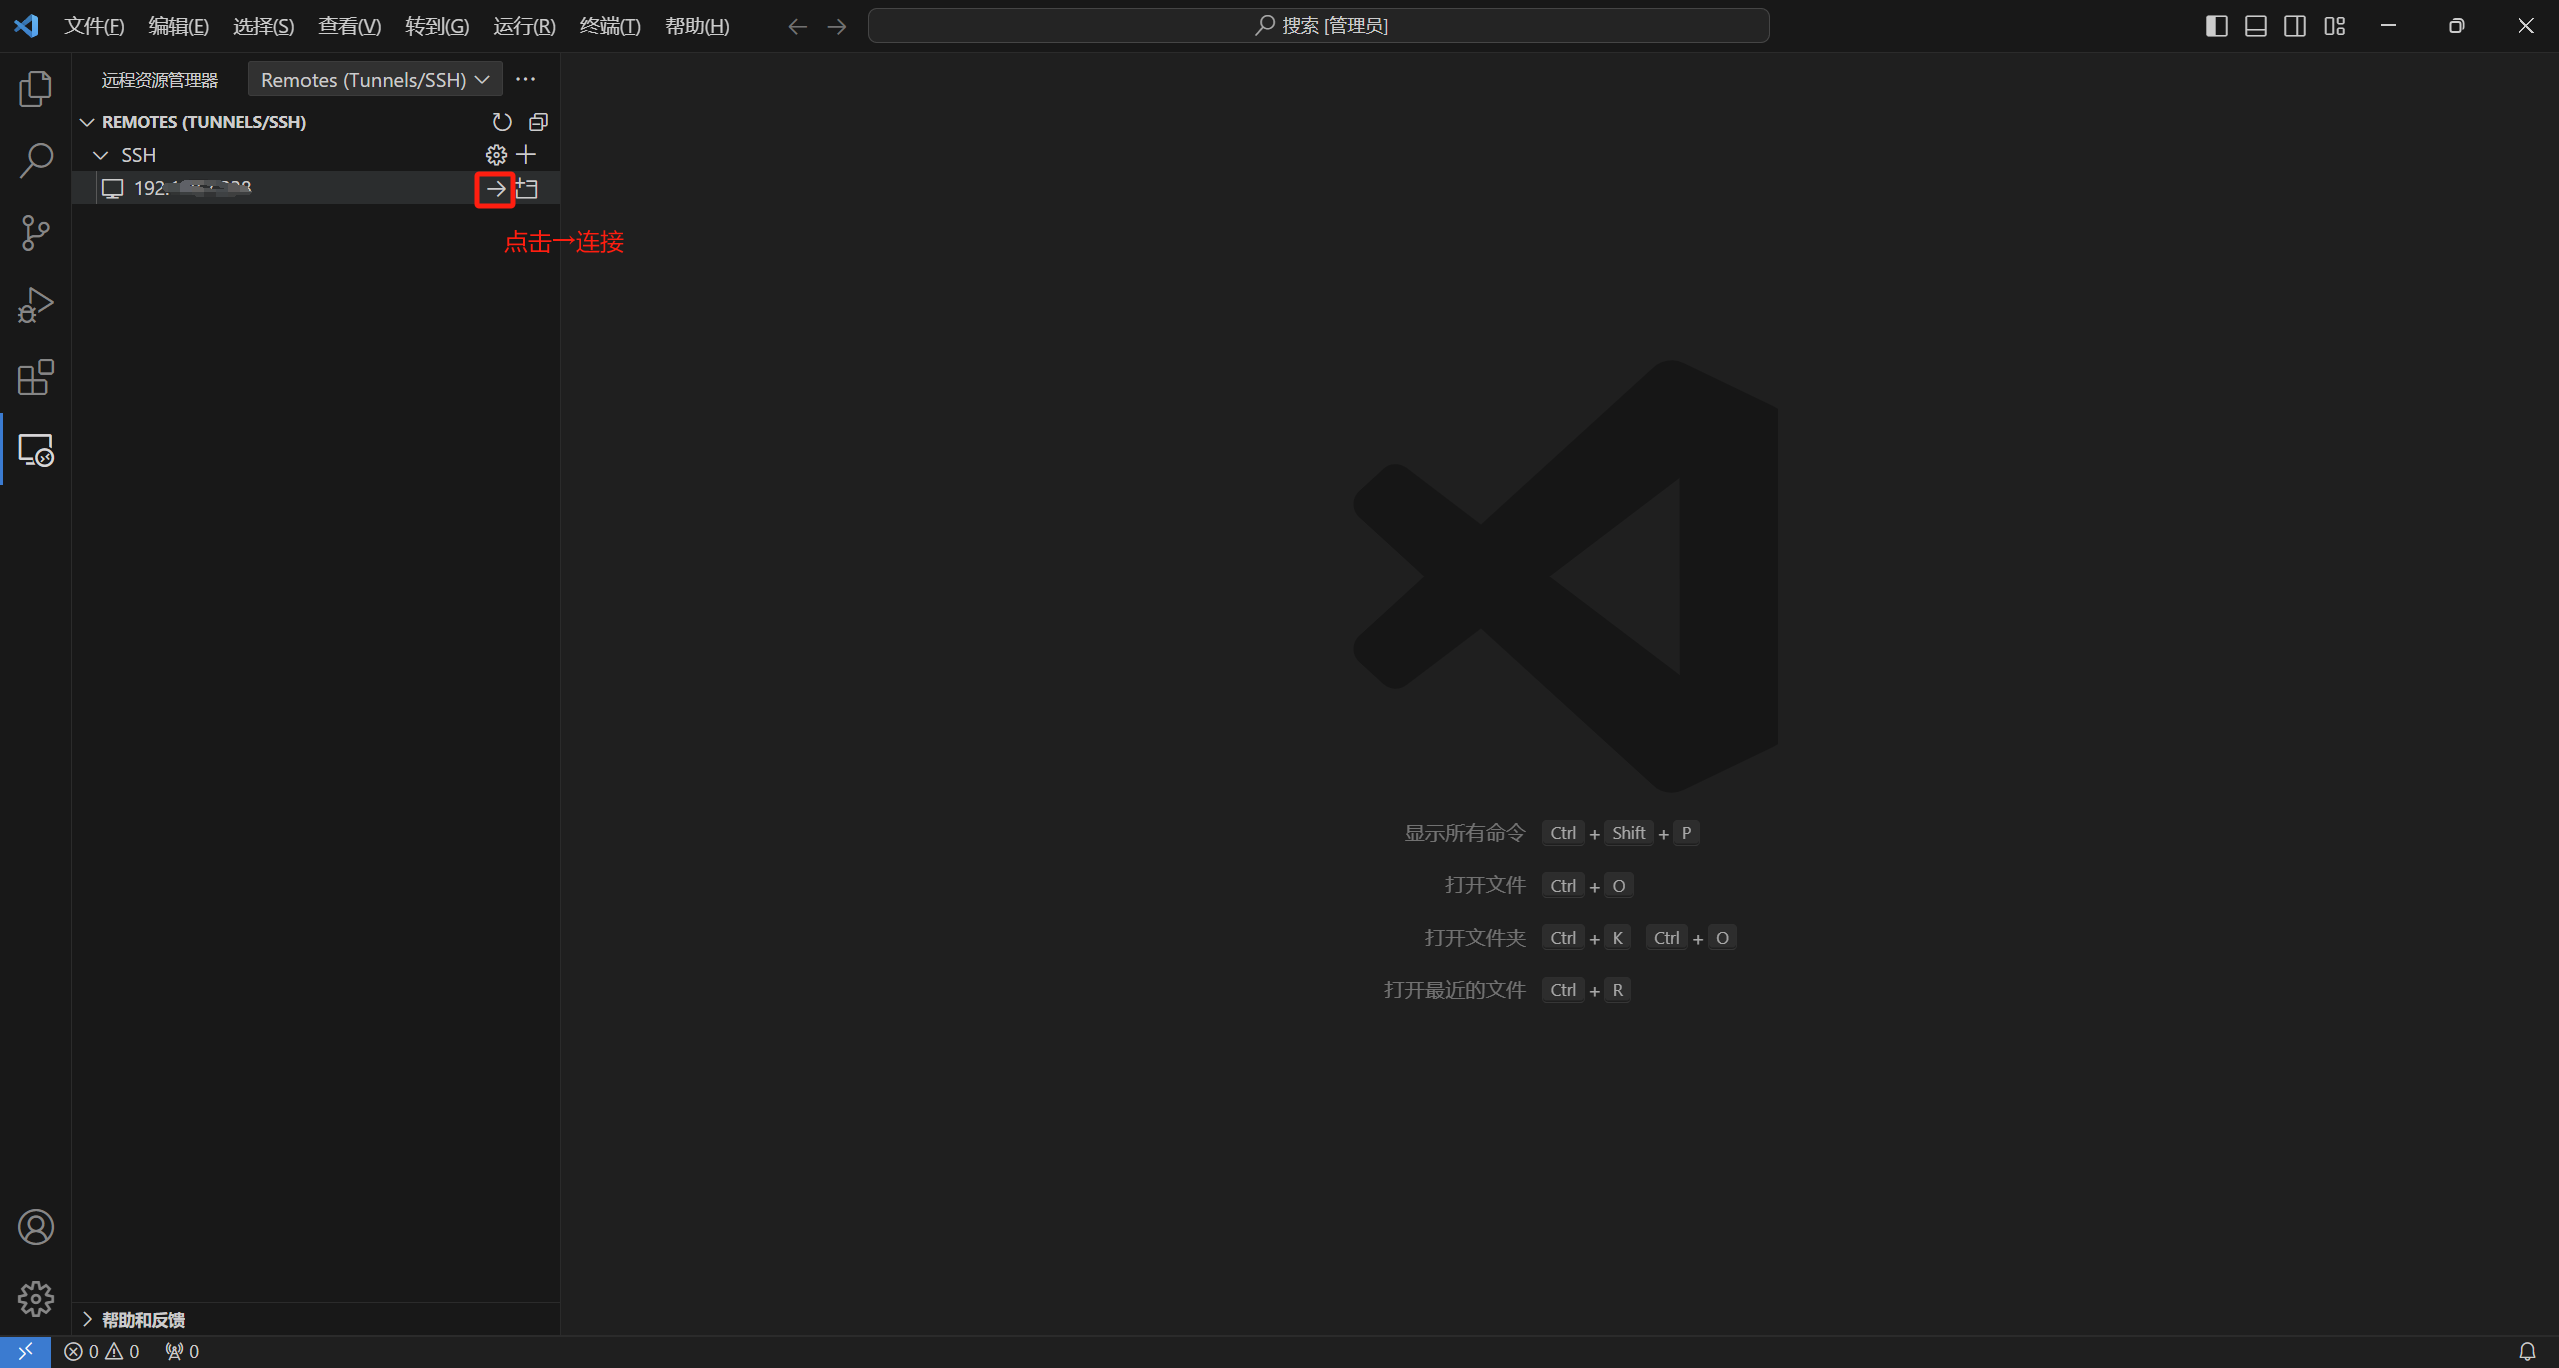 文件(F) 编辑(E) 选择(S) 查看(V) 转到(G) 运行(R) 终端(T) 帮助(H) 搜索 [管理员]
远程资源管理器 Remotes (Tunnels/SSH)
REMOTES (TUNNELS/SSH)
SSH
192.
点击→连接
显示所有命令 Ctrl + Shift + P
打开文件 Ctrl + O
打开文件夹 Ctrl + K Ctrl + O
打开最近的文件 Ctrl + R
帮助和反馈
0 0 0